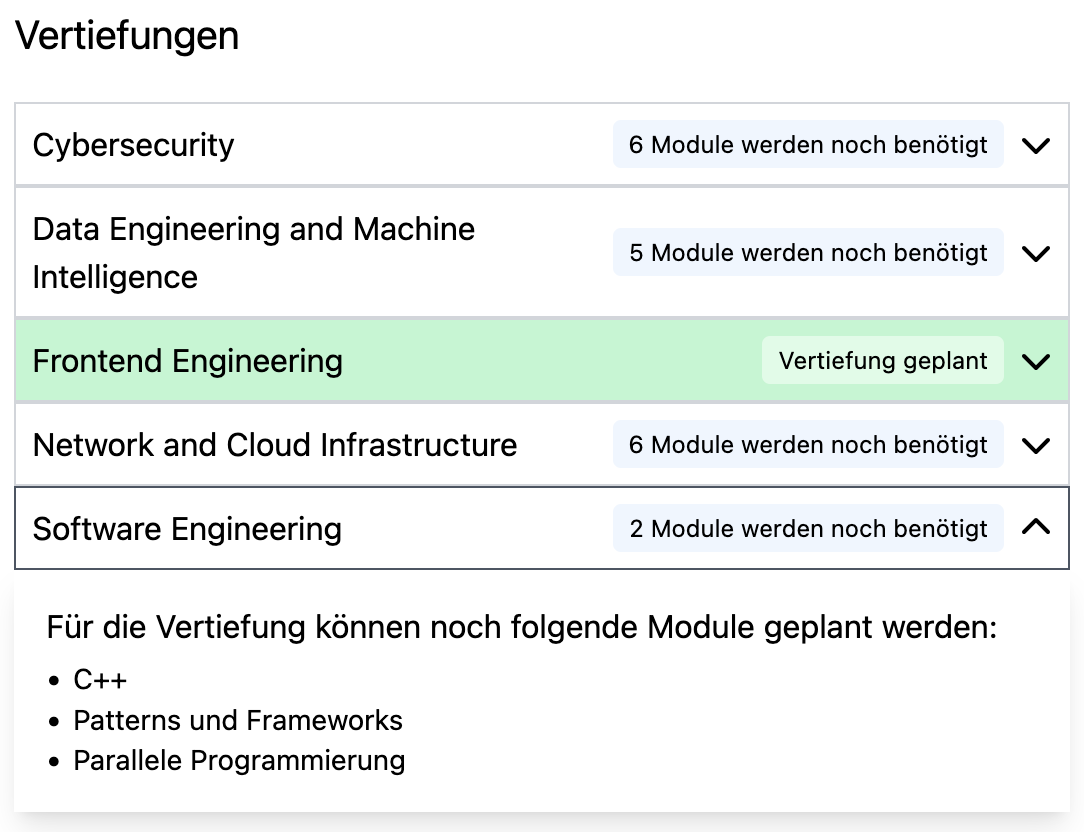 Vertiefungen
Cybersecurity
6 Module werden noch benötigt
Data Engineering and Machine
Intelligence
5 Module werden noch benötigt
Frontend Engineering
Vertiefung geplant
Network and Cloud Infrastructure
6 Module werden noch benötigt
Software Engineering
2 Module werden noch benötigt
Für die Vertiefung können noch folgende Module geplant werden:
• C++
• Patterns und Frameworks
• Parallele Programmierung